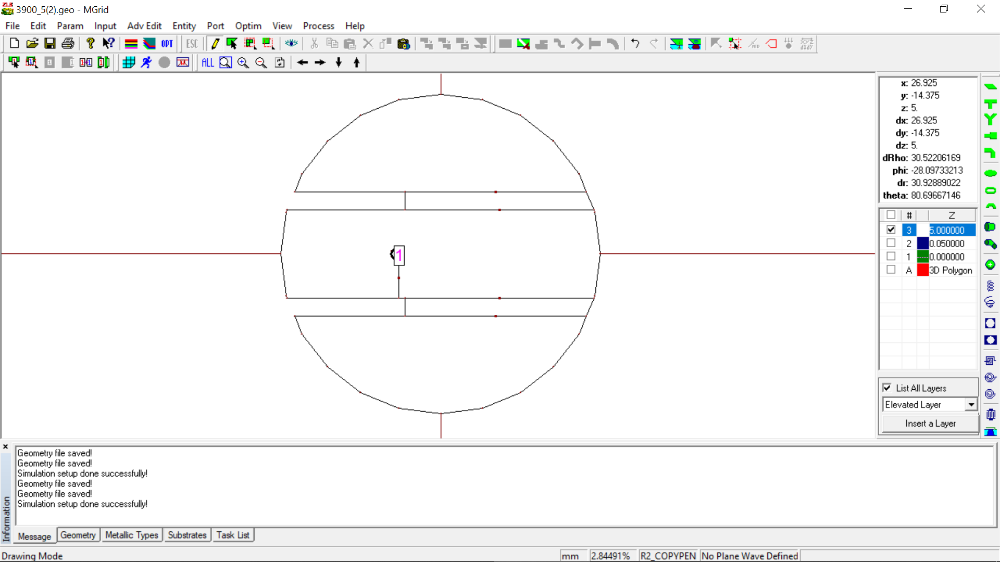 3900_5(2).geo - MGrid
File Edit Param Input Adv Edit Entity Port Optim View Process Help
ESC OPT
ALL
x: 26.925
y: -14.375
z: 5.
dx: 26.925
dy: -14.375
dz: 5.
dRho: 30.52206169
phi: -28.09733213
dr: 30.92889022
theta: 80.69667146
# Z
3 5.000000
2 0.050000
1 0.000000
A 3D Polygon
1
List All Layers
Elevated Layer
Insert a Layer
Geometry file saved!
Geometry file saved!
Simulation setup done successfully!
Geometry file saved!
Geometry file saved!
Simulation setup done successfully!
Information
Message Geometry Metallic Types Substrates Task List
Drawing Mode mm 2.84491% R2_COPYPEN No Plane Wave Defined